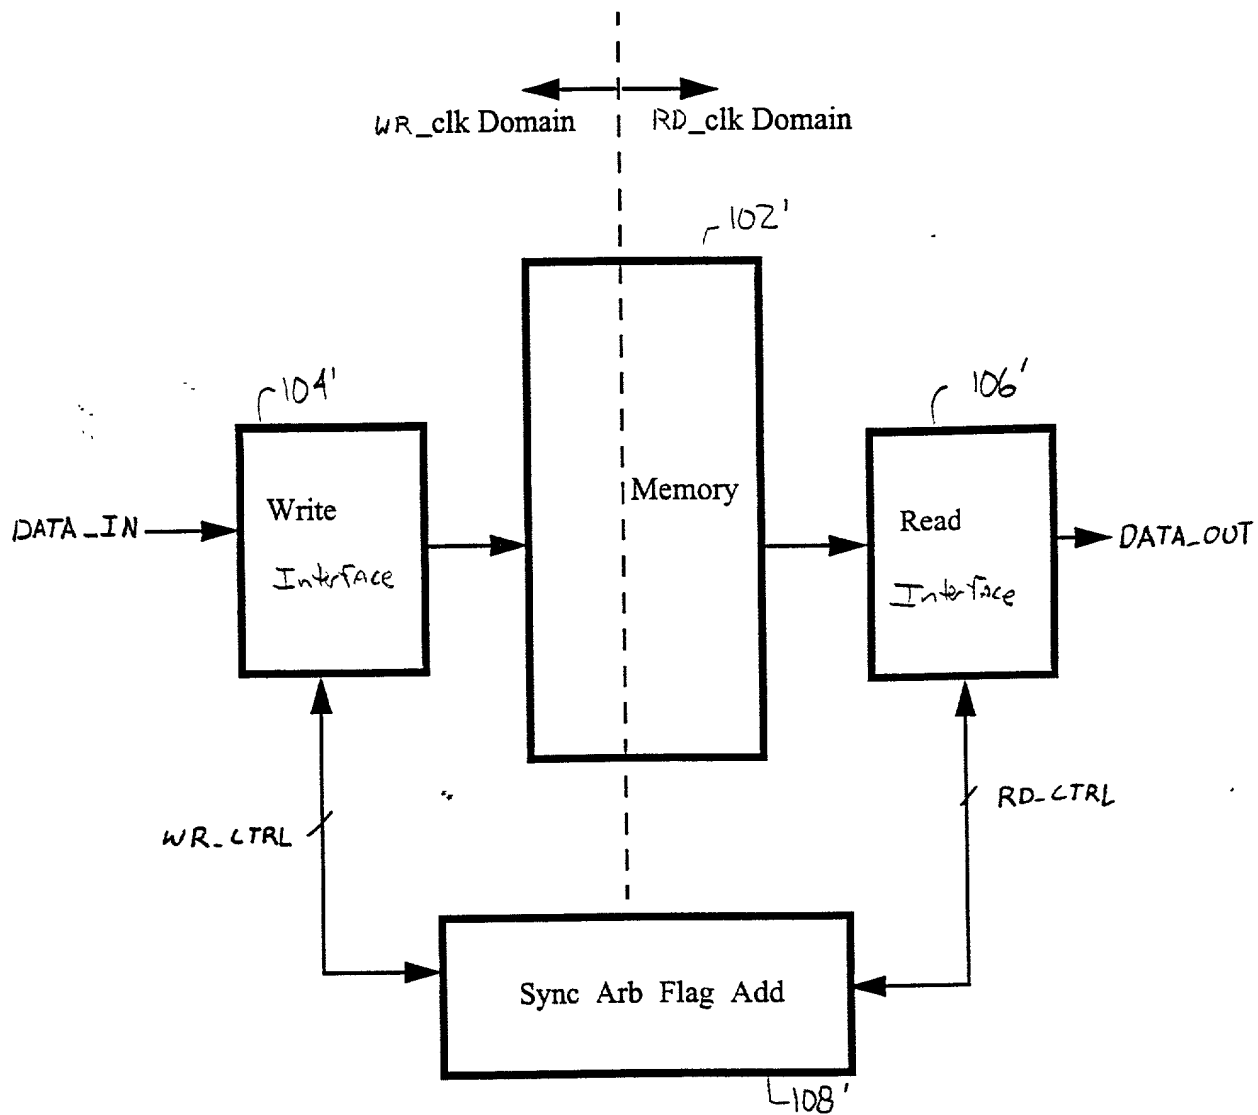 WR_clk Domain
RD_clk Domain
102'
104'
106'
Memory
Write
Interface
Read
Interface
DATA_IN
DATA_OUT
WR_CTRL
RD_CTRL
Sync Arb Flag Add
108'